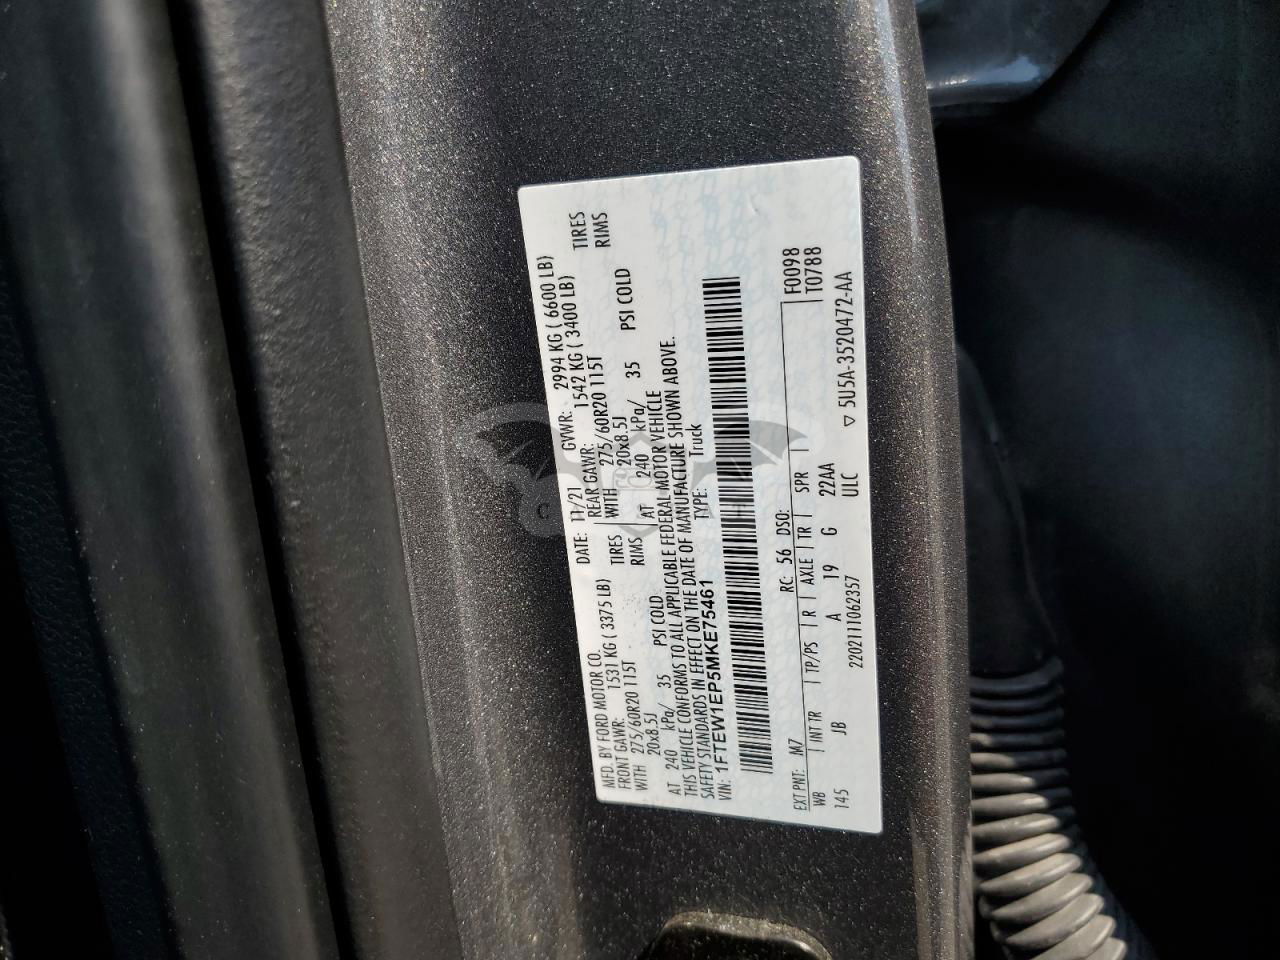 MFD. BY FORD MOTOR CO.
DATE: 11/21 GVWR: 2994 KG ( 6600 LB)
FRONT GAWR: 1531 KG ( 3375 LB) REAR GAWR: 1542 KG ( 3400 LB)
WITH 275/60R20 115T TIRES WITH 275/60R20 115T TIRES
20x8.5J RIMS 20x8.5J RIMS
AT 240 kPa/ 35 PSI COLD AT 240 kPa/ 35 PSI COLD
THIS VEHICLE CONFORMS TO ALL APPLICABLE FEDERAL MOTOR VEHICLE
SAFETY STANDARDS IN EFFECT ON THE DATE OF MANUFACTURE SHOWN ABOVE.
VIN: 1FTEW1EP5MKE75461 TYPE: Truck
F0098
T0788
EXT PNT: M7 RC: 56 DSO:
WB INT TR TP/PS R AXLE TR SPR
145 JB A 19 G 22AA
2202111062357 ULC ▽ 5U5A-3520472-AA